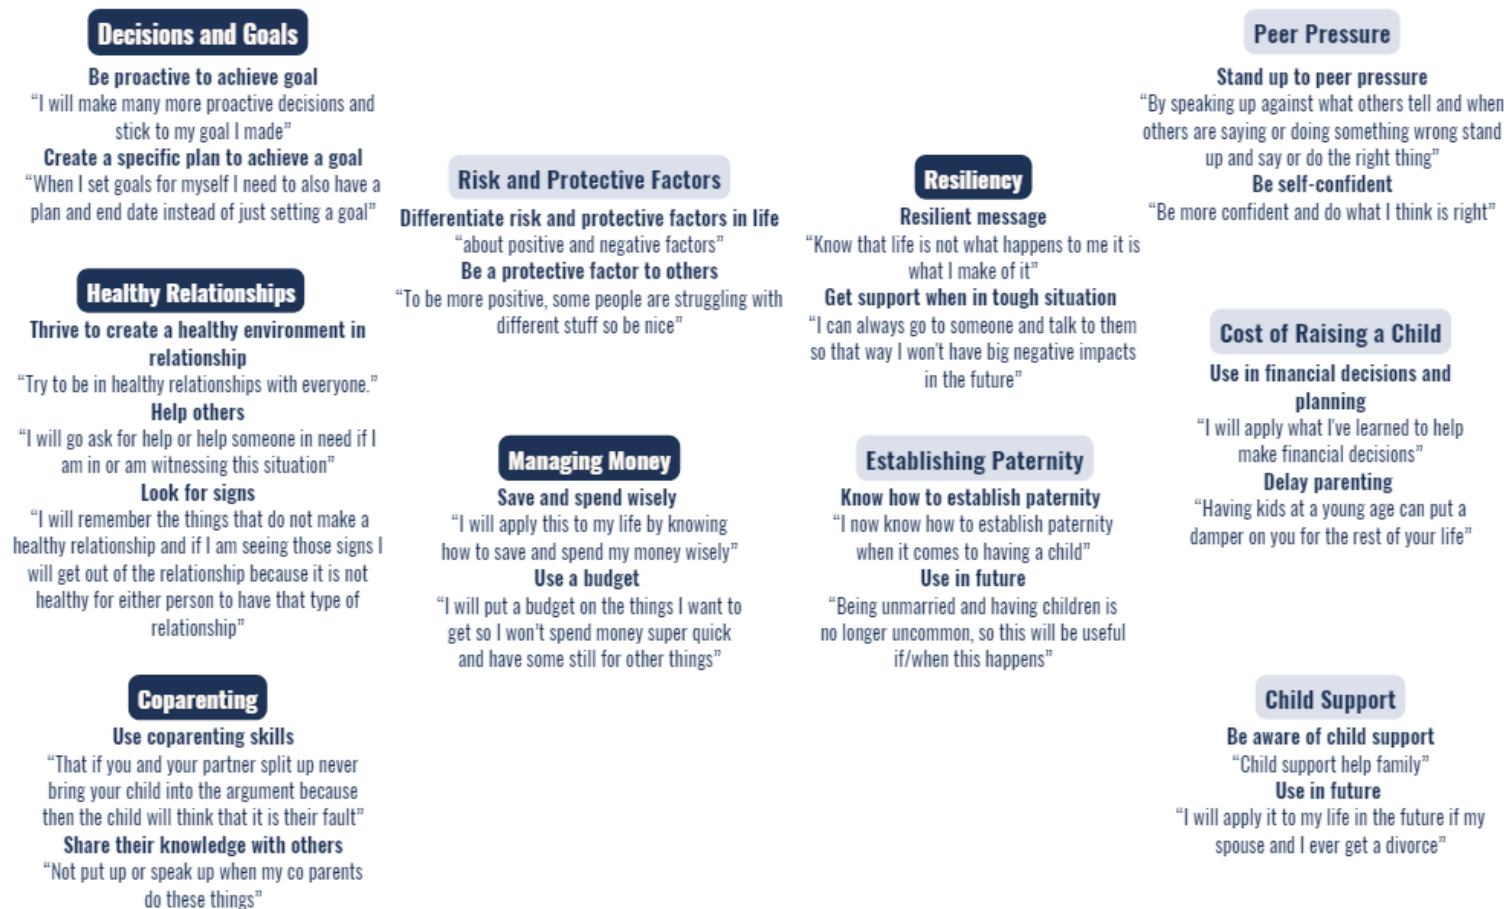 Decisions and Goals
Be proactive to achieve goal
“I will make many more proactive decisions and
stick to my goal I made”
Create a specific plan to achieve a goal
“When I set goals for myself I need to also have a
plan and end date instead of just setting a goal”
Healthy Relationships
Thrive to create a healthy environment in
relationship
“Try to be in healthy relationships with everyone.”
Help others
“I will go ask for help or help someone in need if I
am in or am witnessing this situation”
Look for signs
“I will remember the things that do not make a
healthy relationship and if I am seeing those signs I
will get out of the relationship because it is not
healthy for either person to have that type of
relationship”
Coparenting
Use coparenting skills
“That if you and your partner split up never
bring your child into the argument because
then the child will think that it is their fault”
Share their knowledge with others
“Not put up or speak up when my co parents
do these things”
Risk and Protective Factors
Differentiate risk and protective factors in life
“about positive and negative factors”
Be a protective factor to others
“To be more positive, some people are struggling with
different stuff so be nice”
Managing Money
Save and spend wisely
“I will apply this to my life by knowing
how to save and spend my money wisely”
Use a budget
“I will put a budget on the things I want to
get so I won’t spend money super quick
and have some still for other things”
Resiliency
Resilient message
“Know that life is not what happens to me it is
what I make of it”
Get support when in tough situation
“I can always go to someone and talk to them
so that way I won’t have big negative impacts
in the future”
Establishing Paternity
Know how to establish paternity
“I now know how to establish paternity
when it comes to having a child”
Use in future
“Being unmarried and having children is
no longer uncommon, so this will be useful
if/when this happens”
Peer Pressure
Stand up to peer pressure
“By speaking up against what others tell and when
others are saying or doing something wrong stand
up and say or do the right thing”
Be self-confident
“Be more confident and do what I think is right”
Cost of Raising a Child
Use in financial decisions and
planning
“I will apply what I’ve learned to help
make financial decisions”
Delay parenting
“Having kids at a young age can put a
damper on you for the rest of your life”
Child Support
Be aware of child support
“Child support help family”
Use in future
“I will apply it to my life in the future if my
spouse and I ever get a divorce”